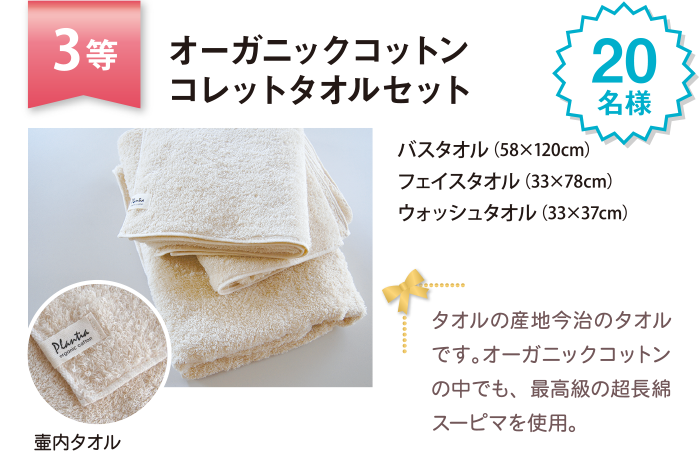 3等
オーガニックコットン
コレットタオルセット
20
名様
バスタオル（58×120cm）
フェイスタオル（33×78cm）
ウォッシュタオル（33×37cm）
Plantia
Plantia
organic cotton
壷内タオル
タオルの産地今治のタオル
です。オーガニックコットン
の中でも、最高級の超長綿
スーピマを使用。